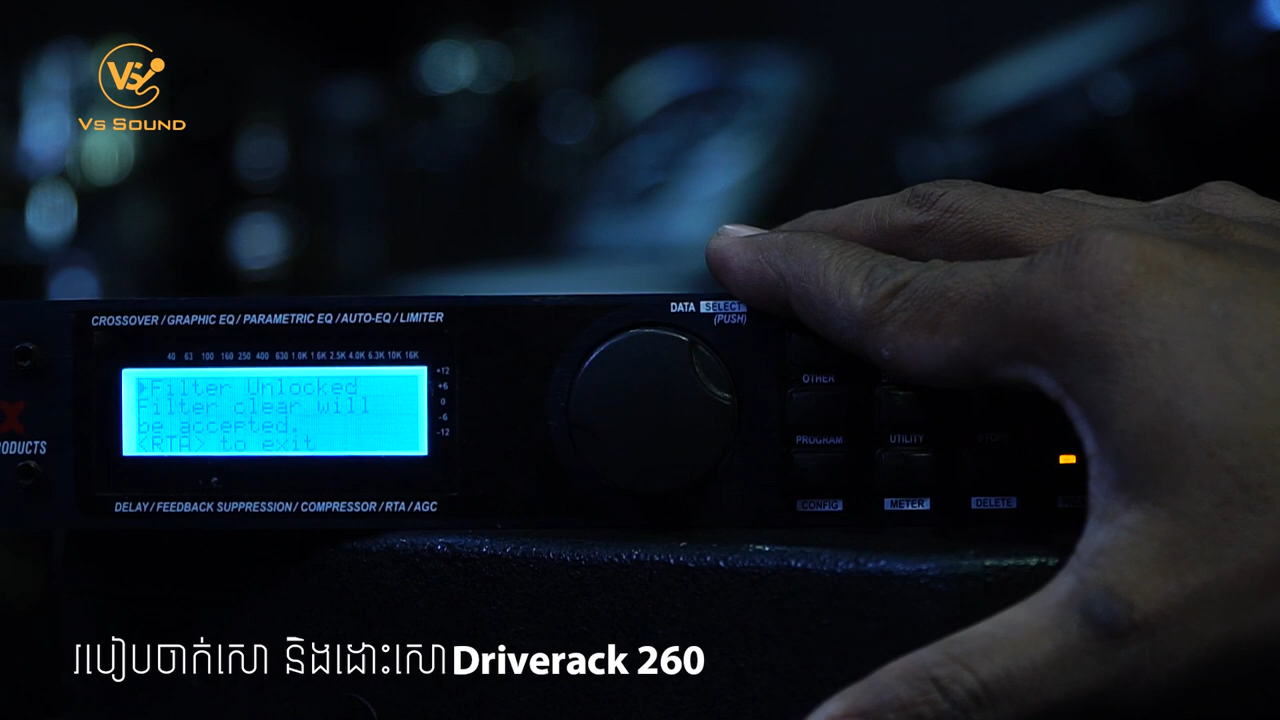 VS
VS SOUND
DATA SELECT
(PUSH)
CROSSOVER / GRAPHIC EQ / PARAMETRIC EQ / AUTO-EQ / LIMITER
40 63 100 160 250 400 630 1.0K 1.6K 2.5K 4.0K 6.3K 10K 16K
+12
+6
0
-6
-12
Filter Unlocked
Filter clear will
be accepted.
<RTA> to exit
X
ODUCTS
OTHER
PROGRAM
UTILITY
STORE
CONFIG
METER
DELETE
DELAY / FEEDBACK SUPPRESSION / COMPRESSOR / RTA / AGC
របៀបចាក់សោ និងដោះសោ Driverack 260